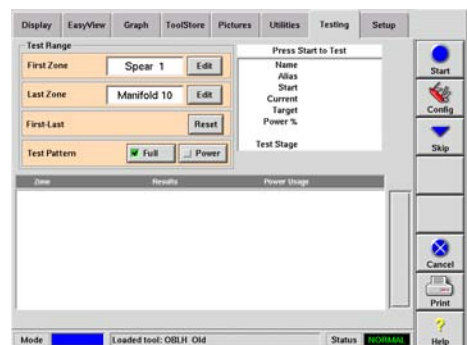 Display EasyView Graph ToolStore Pictures Utilities Testing Setup
Test Range
First Zone Spear 1 Edit
Last Zone Manifold 10 Edit
First-Last Reset
Test Pattern Full Power
Press Start to Test
Name
Alias
Start
Current
Target
Power %
Test Stage
Zone Results Power Usage
Start
Config
Skip
Cancel
Print
Help
Mode Loaded tool: OBLH Old Status NORMAL